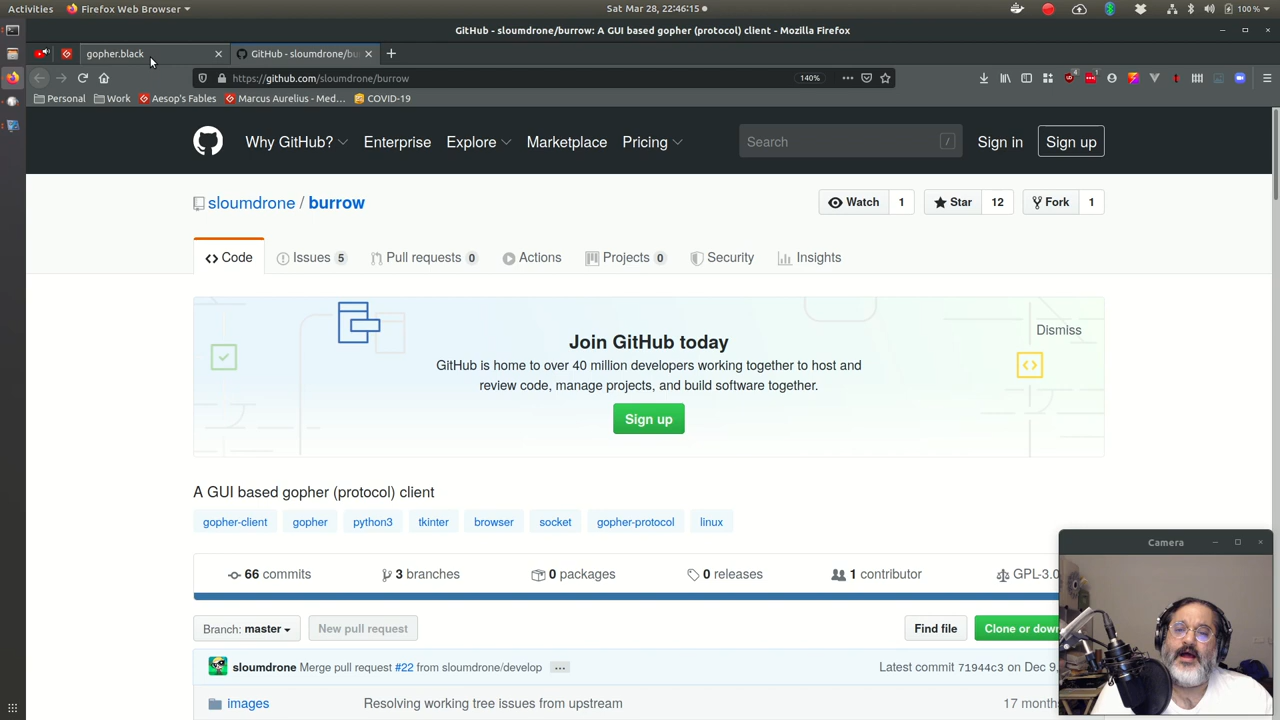 Activities Firefox Web Browser Sat Mar 28, 22:46:15 100%
GitHub - sloumdrone/burrow: A GUI based gopher (protocol) client - Mozilla Firefox
gopher.black GitHub - sloumdrone/bu
https://github.com/sloumdrone/burrow 140%
Personal Work Aesop's Fables Marcus Aurelius - Med... COVID-19
Why GitHub? Enterprise Explore Marketplace Pricing Search / Sign in Sign up
sloumdrone / burrow Watch 1 Star 12 Fork 1
Code Issues 5 Pull requests 0 Actions Projects 0 Security Insights
Join GitHub today
Dismiss
GitHub is home to over 40 million developers working together to host and
review code, manage projects, and build software together.
Sign up
A GUI based gopher (protocol) client
gopher-client gopher python3 tkinter browser socket gopher-protocol linux
Camera
66 commits 3 branches 0 packages 0 releases 1 contributor GPL-3.0
Branch: master New pull request Find file Clone or down
sloumdrone Merge pull request #22 from sloumdrone/develop ... Latest commit 71944c3 on Dec 9,
images Resolving working tree issues from upstream 17 month